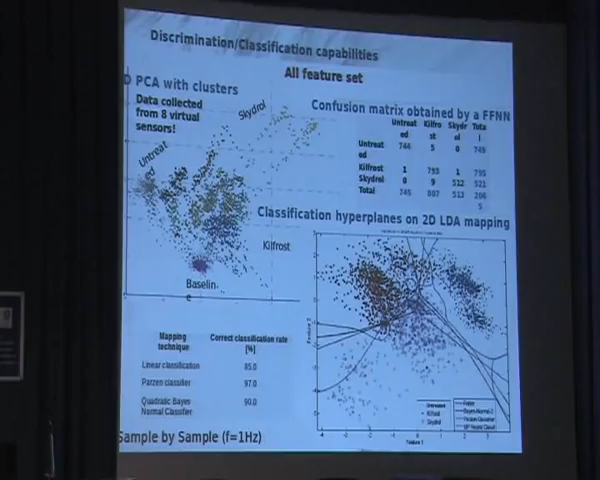 Discrimination/Classification capabilities
All feature set
D PCA with clusters
Data collected
from 8 virtual
sensors!
Skydrol
Untreat
ed
Kilfrost
Baselin
e
Confusion matrix obtained by a FFNN
Untreat
ed
Kilfro
st
Skydr
ol
Tota
l
Untreat
ed
744 5 0 749
Kilfrost 1 793 1 795
Skydrol 0 9 512 521
Total 745 807 513 206
5
Classification hyperplanes on 2D LDA mapping
Feature 2
Feature 1
Untreated
Kilfrost
Skydrol
Mapping
technique
Correct classification rate
[%]
Linear classification 85.0
Parzen classifier 97.0
Quadratic Bayes
Normal Classifier
90.0
Sample by Sample (f=1Hz)